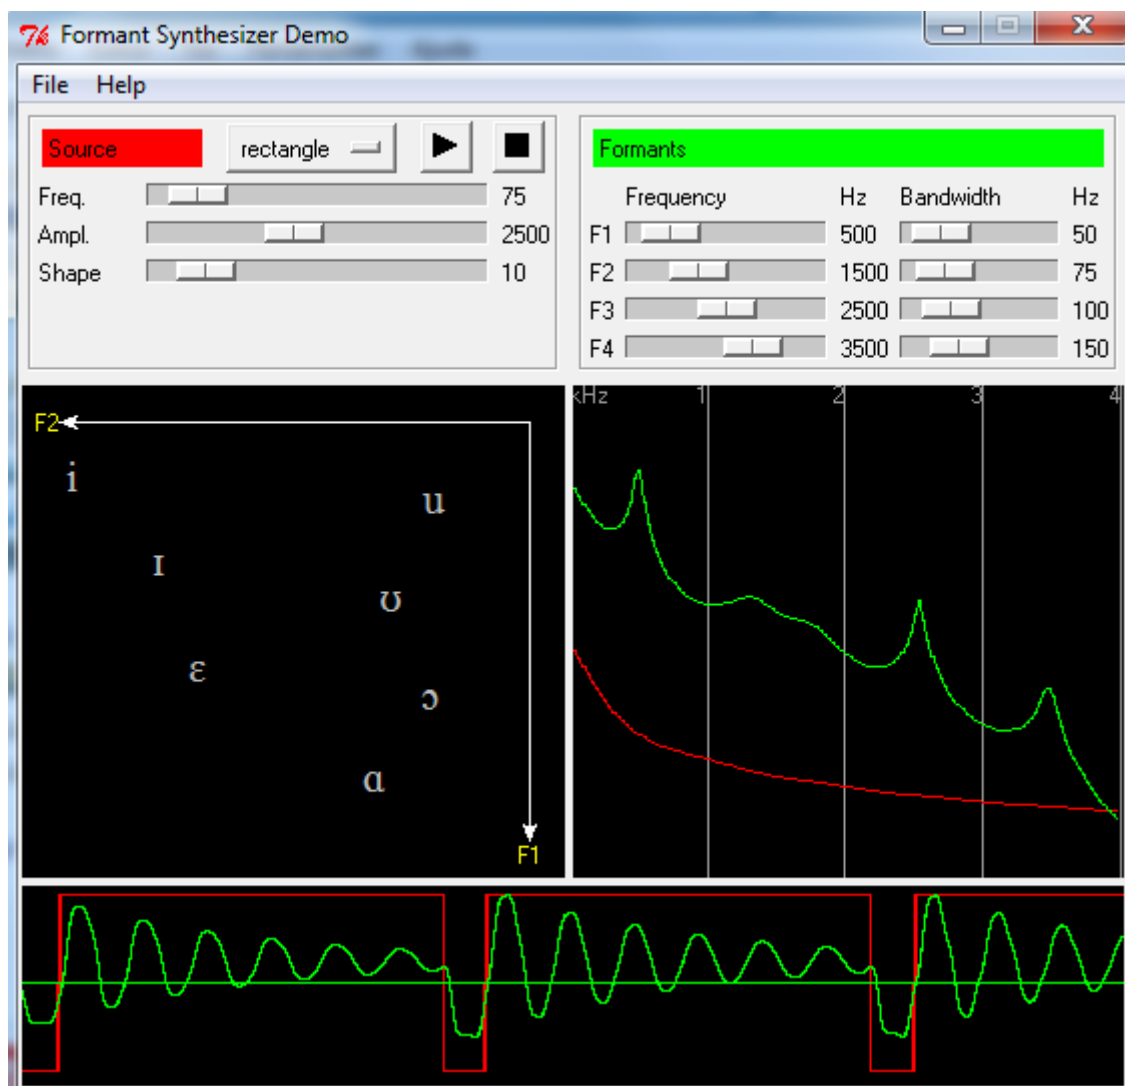 Formant Synthesizer Demo
File Help
Source rectangle
Freq. 75
Ampl. 2500
Shape 10
Formants
Frequency Hz Bandwidth Hz
F1 500 50
F2 1500 75
F3 2500 100
F4 3500 150
F2
i
u
ɪ
ʊ
ɛ
ɔ
ɑ
F1
kHz 1 2 3 4